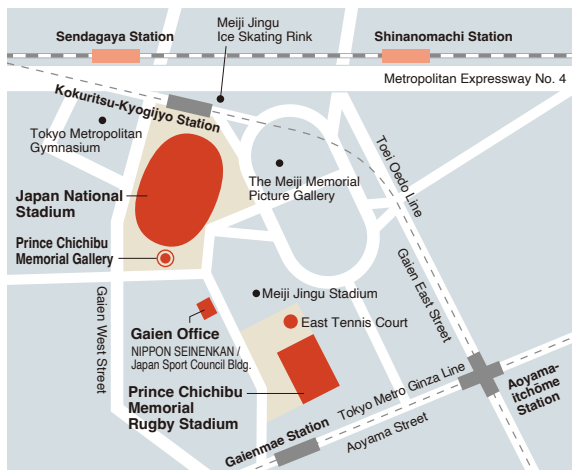 Sendagaya Station
Meiji Jingu
Ice Skating Rink
Shinanomachi Station
Metropolitan Expressway No. 4
Kokuritsu-Kyogijyo Station
Tokyo Metropolitan
Gymnasium
Toei Oedo Line
The Meiji Memorial
Picture Gallery
Japan National
Stadium
Prince Chichibu
Memorial Gallery
Gaien West Street
Gaien East Street
Meiji Jingu Stadium
East Tennis Court
Gaien Office
NIPPON SEINENKAN /
Japan Sport Council Bldg.
Prince Chichibu
Memorial
Rugby Stadium
Tokyo Metro Ginza Line
Aoyama Street
Gaienmae Station
Aoyama-
itchōme
Station